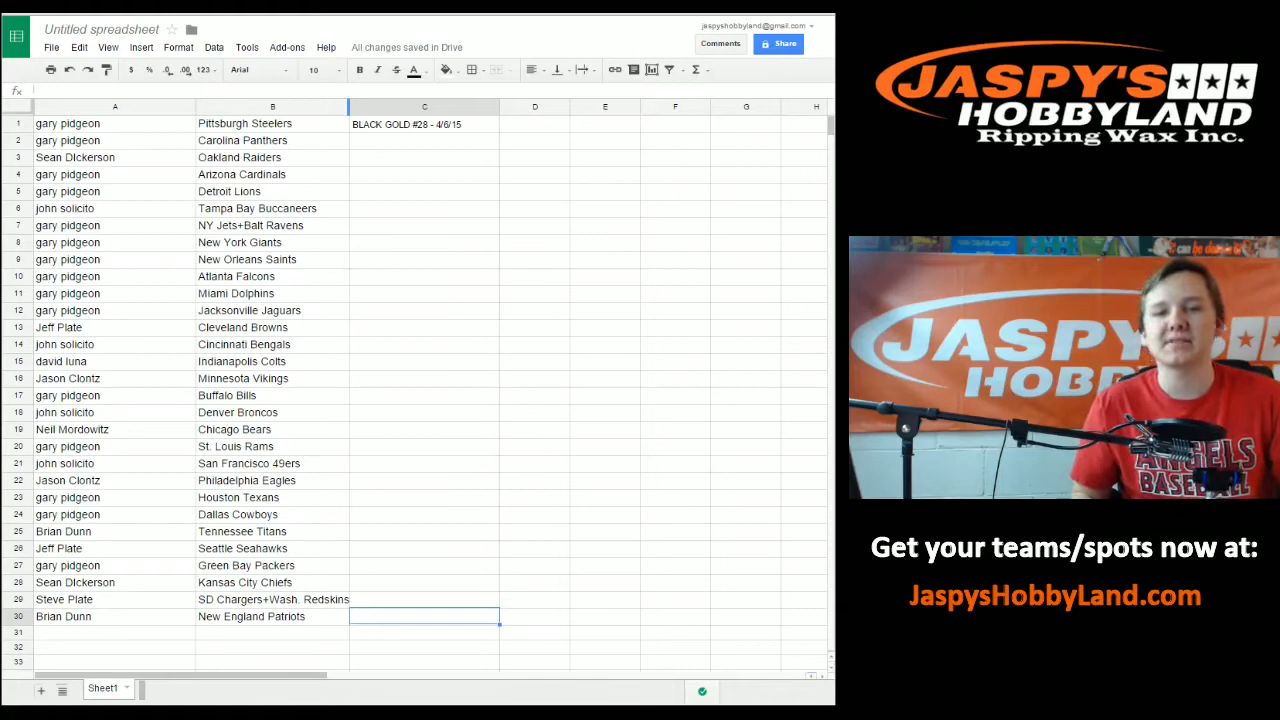 Untitled spreadsheet
jaspyshobbyland@gmail.com
File Edit View Insert Format Data Tools Add-ons Help All changes saved in Drive
Comments Share
$ % .0 .00 123 Arial 10 B I S A Σ
fx
A B C D E F G H
1 gary pidgeon Pittsburgh Steelers BLACK GOLD #28 - 4/6/15
2 gary pidgeon Carolina Panthers
3 Sean DIckerson Oakland Raiders
4 gary pidgeon Arizona Cardinals
5 gary pidgeon Detroit Lions
6 john solicito Tampa Bay Buccaneers
7 gary pidgeon NY Jets+Balt Ravens
8 gary pidgeon New York Giants
9 gary pidgeon New Orleans Saints
10 gary pidgeon Atlanta Falcons
11 gary pidgeon Miami Dolphins
12 gary pidgeon Jacksonville Jaguars
13 Jeff Plate Cleveland Browns
14 john solicito Cincinnati Bengals
15 david luna Indianapolis Colts
16 Jason Clontz Minnesota Vikings
17 gary pidgeon Buffalo Bills
18 john solicito Denver Broncos
19 Neil Mordowitz Chicago Bears
20 gary pidgeon St. Louis Rams
21 john solicito San Francisco 49ers
22 Jason Clontz Philadelphia Eagles
23 gary pidgeon Houston Texans
24 gary pidgeon Dallas Cowboys
25 Brian Dunn Tennessee Titans
26 Jeff Plate Seattle Seahawks
27 gary pidgeon Green Bay Packers
28 Sean DIckerson Kansas City Chiefs
29 Steve Plate SD Chargers+Wash. Redskins
30 Brian Dunn New England Patriots
31
32
33
Sheet1
JASPY'S
HOBBYLAND
Ripping Wax Inc.
JASPY'S
HOBB
ANGELS
BASEBALL
Get your teams/spots now at:
JaspysHobbyLand.com